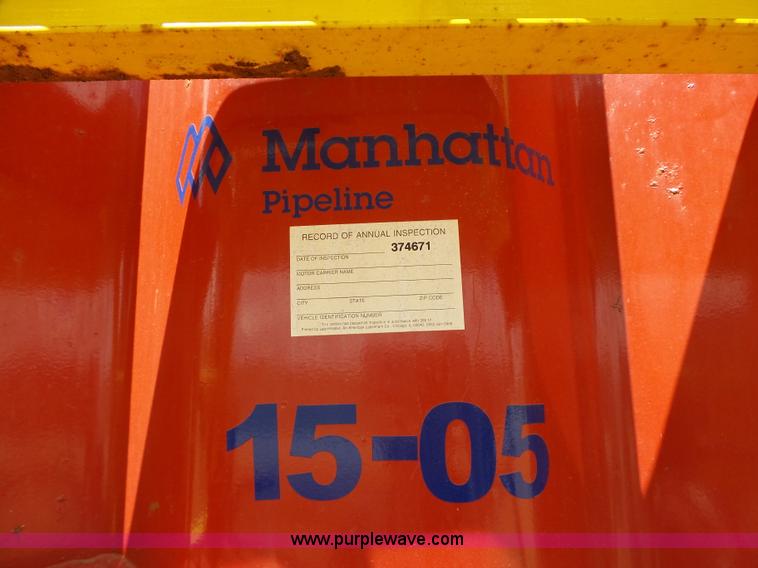 Manhattan
Pipeline
RECORD OF ANNUAL INSPECTION
374671
DATE OF INSPECTION
MOTOR CARRIER NAME
ADDRESS
CITY STATE ZIP CODE
VEHICLE IDENTIFICATION NUMBER
15-05
www.purplewave.com